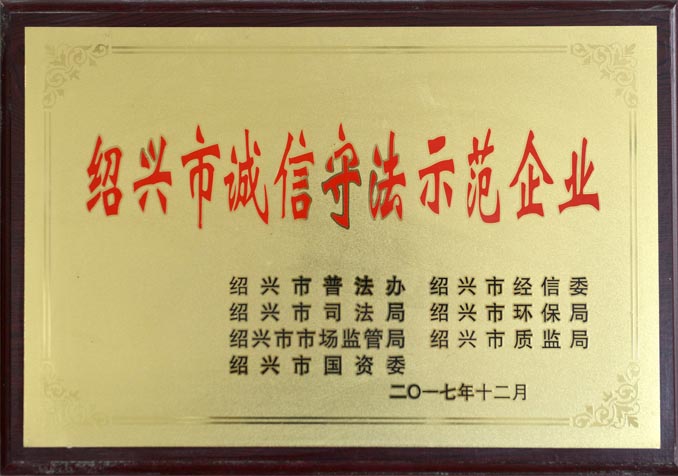 绍兴市诚信守法示范企业
绍兴市普法办 绍兴市经信委
绍兴市司法局 绍兴市环保局
绍兴市市场监管局 绍兴市质监局
绍兴市国资委
二〇一七年十二月